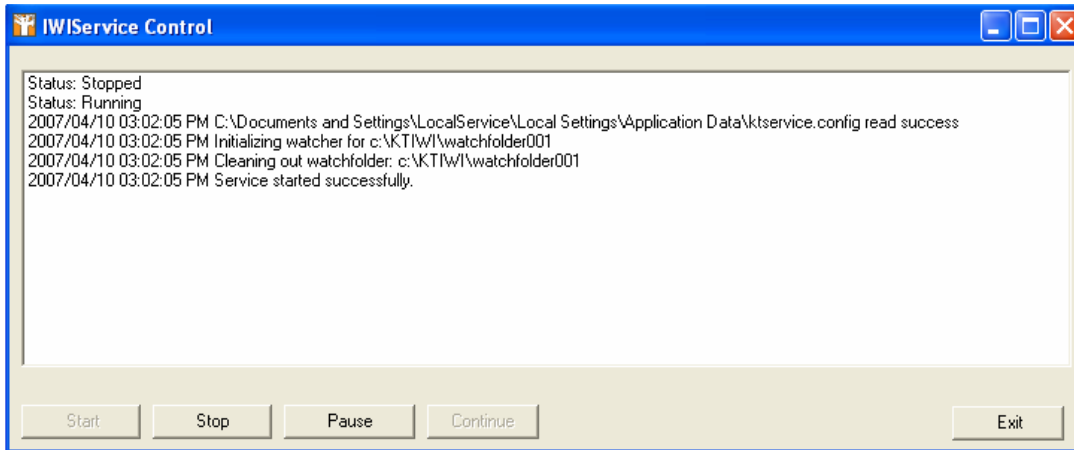 IWIService Control
Status: Stopped
Status: Running
2007/04/10 03:02:05 PM C:\Documents and Settings\LocalService\Local Settings\Application Data\ktservice.config read success
2007/04/10 03:02:05 PM Initializing watcher for c:\KTIWI\watchfolder001
2007/04/10 03:02:05 PM Cleaning out watchfolder: c:\KTIWI\watchfolder001
2007/04/10 03:02:05 PM Service started successfully.
Start Stop Pause Continue Exit